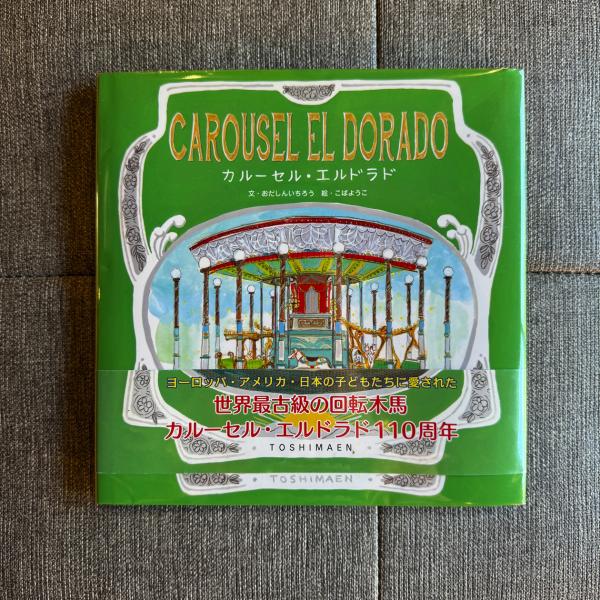 CAROUSEL EL DORADO
カルーセル・エルドラド
文・おだしんいちろう 絵・こばようこ
ヨーロッパ・アメリカ・日本の子どもたちに愛された
世界最古級の回転木馬
カルーセル・エルドラド110周年
TOSHIMAEN
TOSHIMAEN